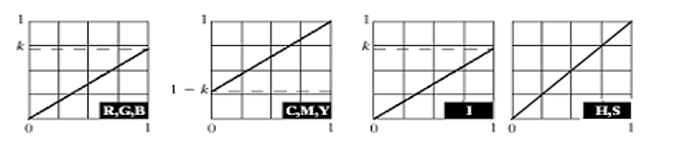 1 1 1 1
k k
1 − k
R,G,B C,M,Y I H,S
0 1 0 1 0 1 0 1